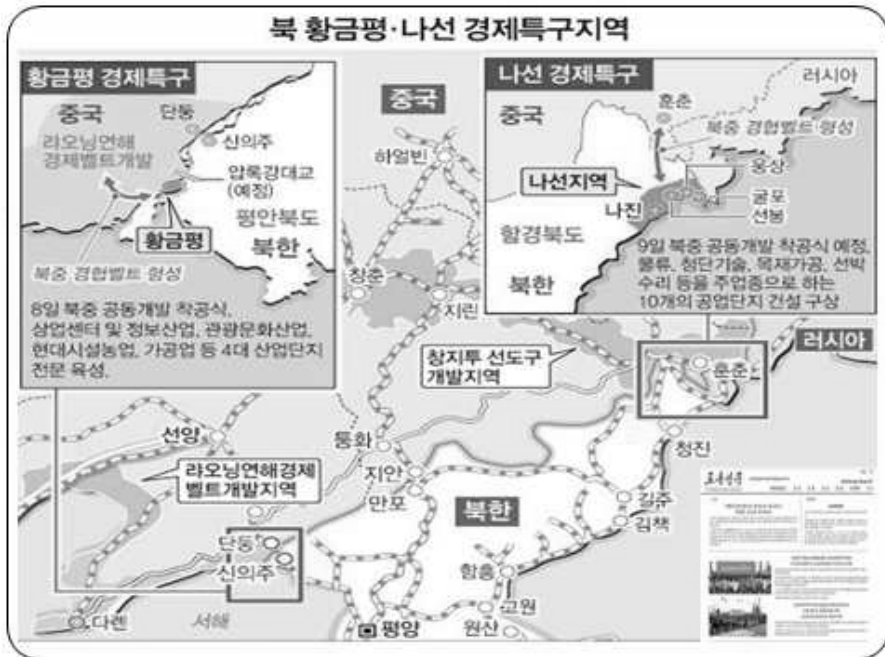 북 황금평·나선 경제특구지역
황금평 경제특구
중국
단둥
신의주
랴오닝연해
경제벨트개발
압록강대교
(예정)
평안북도
황금평
북한
북중 경협벨트 형성
8일 북중 공동개발 착공식,
상업센터 및 정보산업, 관광문화산업,
현대시설농업, 가공업 등 4대 산업단지
전문 육성.
중국
하얼빈
창춘
지린
나선 경제특구
러시아
중국
훈춘
북중 경협벨트 형성
나선지역
웅상
나진
굴포
선봉
함경북도
북한
9일 북중 공동개발 착공식 예정,
물류, 첨단기술, 목재가공, 선박
수리 등을 주업종으로 하는
10개의 공업단지 건설 구상
창지투 선도구
개발지역
러시아
훈춘
선양
퉁화
청진
랴오닝연해경제
벨트개발지역
지안
만포
북한
길주
김책
단둥
신의주
함흥
고원
다롄
서해
평양
원산